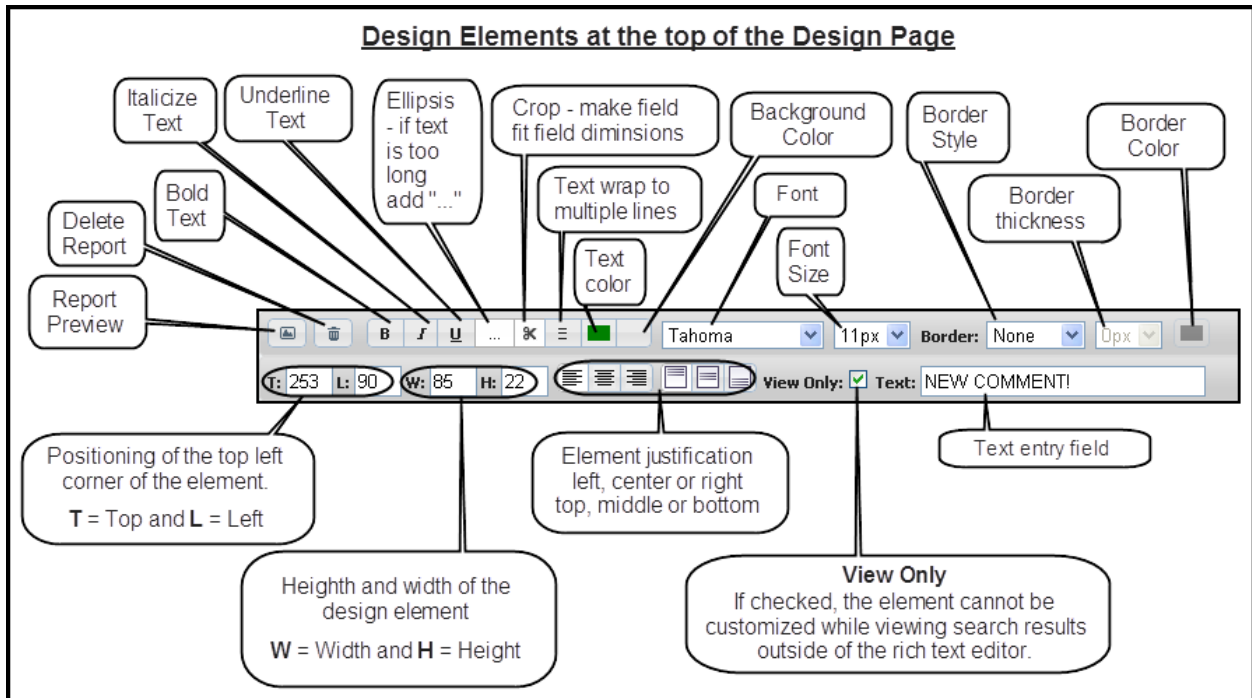 Design Elements at the top of the Design Page
Italicize
Text
Underline
Text
Ellipsis
- if text
is too
long
add "..."
Crop - make field
fit field diminsions
Background
Color
Border
Style
Border
Color
Bold
Text
Text wrap to
multiple lines
Font
Border
thickness
Delete
Report
Text
color
Font
Size
Report
Preview
B I U ... Tahoma 11px Border: None 0px
T: 253 L: 90 W: 85 H: 22 View Only: Text: NEW COMMENT!
Positioning of the top left
corner of the element.
T = Top and L = Left
Element justification
left, center or right
top, middle or bottom
Text entry field
Heighth and width of the
design element
W = Width and H = Height
View Only
If checked, the element cannot be
customized while viewing search results
outside of the rich text editor.